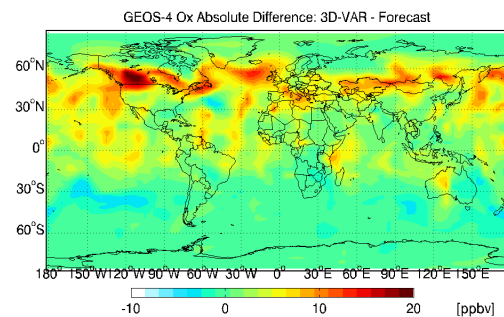 GEOS-4 Ox Absolute Difference: 3D-VAR - Forecast
60°N
30°N
0°
30°S
60°S
180 150°W 120°W 90°W 60°W 30°W 0° 30°E 60°E 90°E 120°E 150°E
-10 0 10 20 [ppbv]